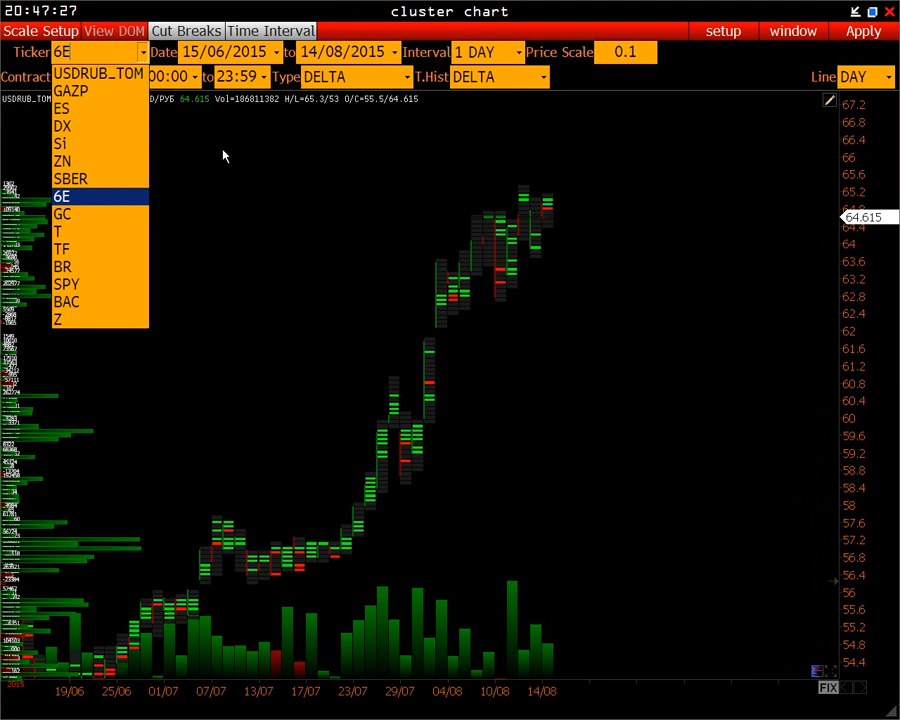 20:47:27 cluster chart
Scale Setup View DOM Cut Breaks Time Interval setup window Apply
Ticker 6E Date 15/06/2015 to 14/08/2015 Interval 1 DAY Price Scale 0.1
Contract 00:00 to 23:59 Type DELTA T.Hist DELTA Line DAY
USDRUB_TOM
GAZP
ES
DX
Si
ZN
SBER
6E
GC
T
TF
BR
SPY
BAC
Z
USDRUB_TOM D/РУБ 64.615 Vol=186811382 H/L=65.3/53 O/C=55.5/64.615
67.2
66.8
66.4
66
65.6
65.2
64.8
64.615
64.4
64
63.6
63.2
62.8
62.4
62
61.6
61.2
60.8
60.4
60
59.6
59.2
58.8
58.4
58
57.6
57.2
56.8
56.4
56
55.6
55.2
54.8
54.4
FIX
2015 19/06 25/06 01/07 07/07 13/07 17/07 23/07 29/07 04/08 10/08 14/08